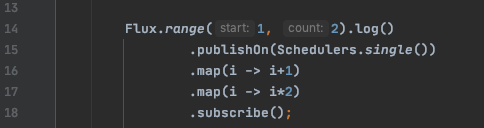 13
14 Flux.range( start: 1, count: 2).log()
15 .publishOn(Schedulers.single())
16 .map(i -> i+1)
17 .map(i -> i*2)
18 .subscribe();